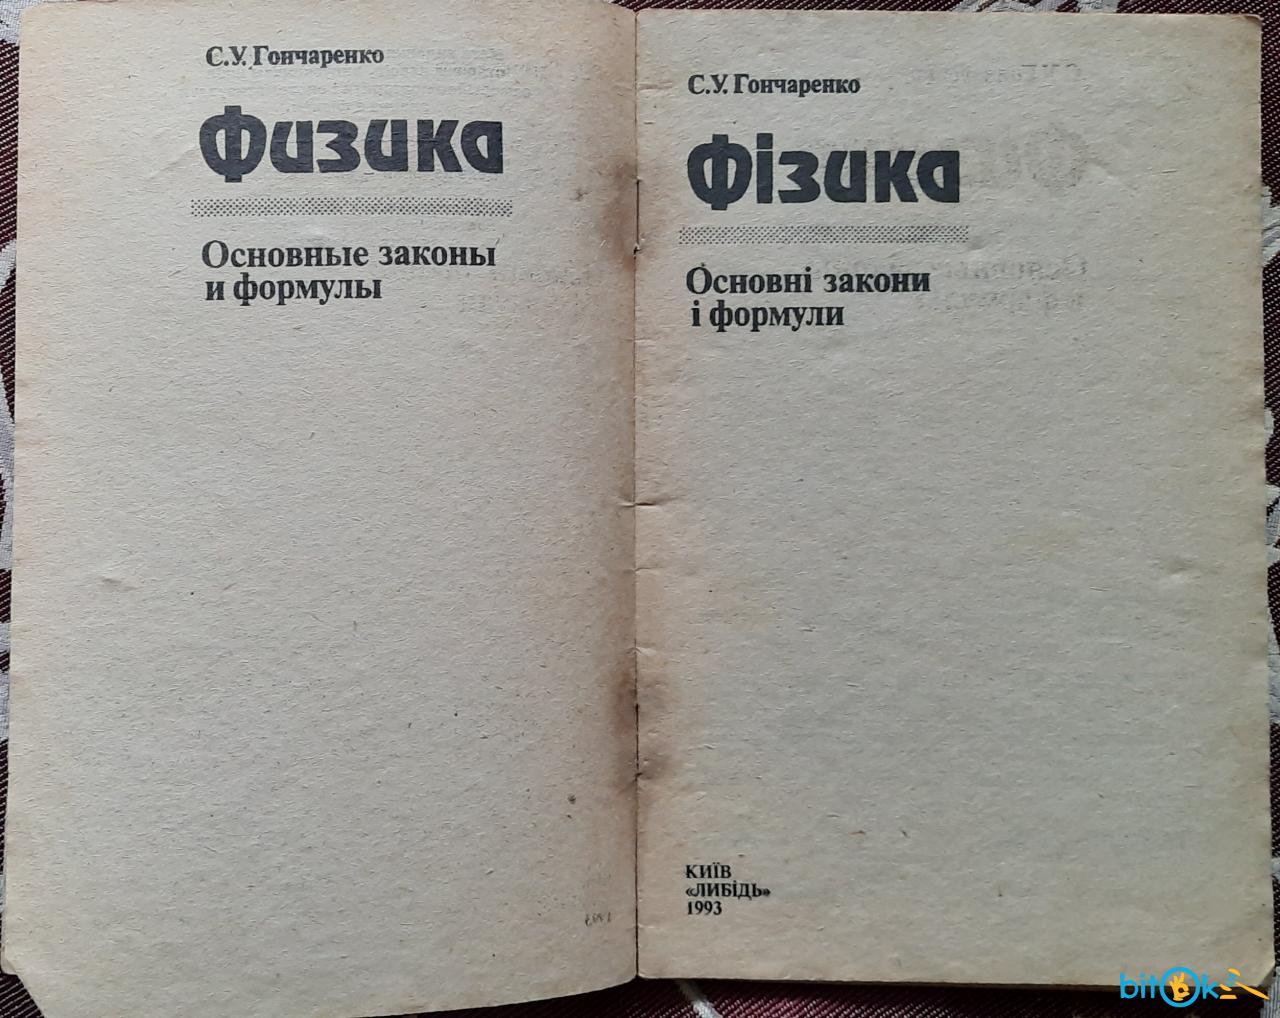 С.У. Гончаренко
Физика
Основные законы
и формулы
С.У. Гончаренко
Фізика
Основні закони
і формули
КИЇВ
«ЛИБІДЬ»
1993
bitOk